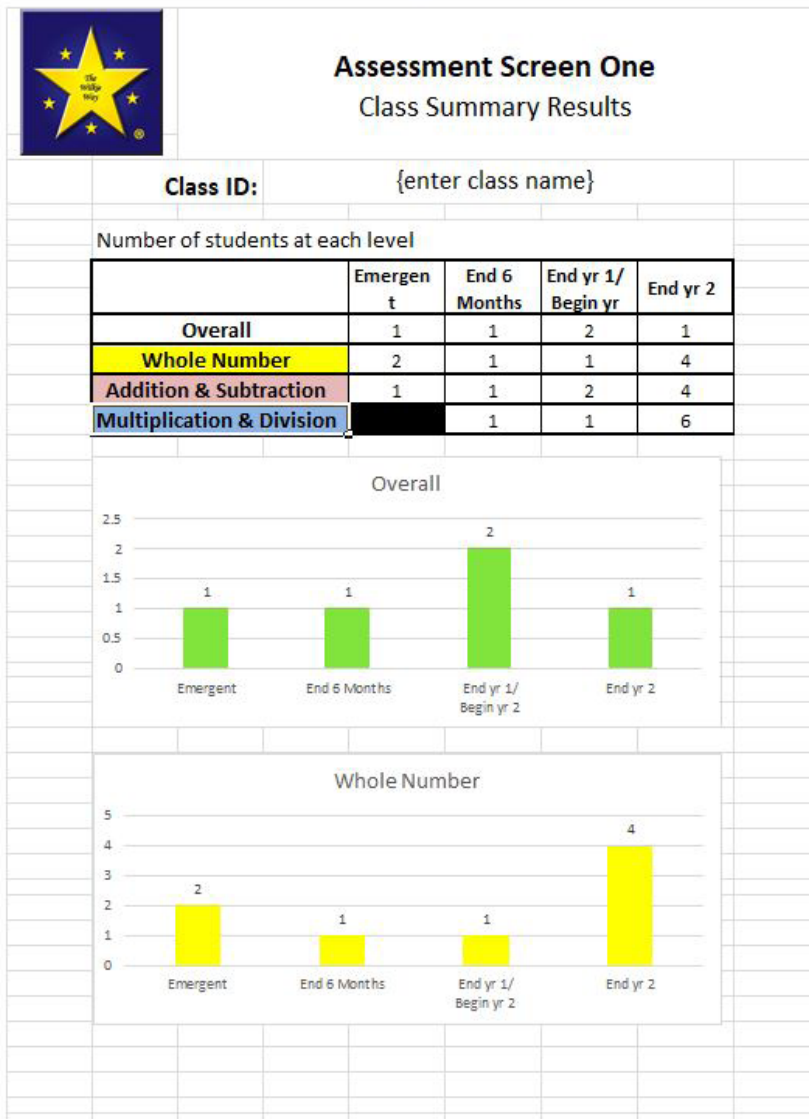 The
Wilkie
Way
®
Assessment Screen One
Class Summary Results
Class ID: {enter class name}
Number of students at each level
Emergen End 6 End yr 1/ End yr 2
t Months Begin yr
Overall 1 1 2 1
Whole Number 2 1 1 4
Addition & Subtraction 1 1 2 4
Multiplication & Division 1 1 6
Overall
2.5
2
2
1.5
1 1 1
1
0.5
0
Emergent End 6 Months End yr 1/ End yr 2
Begin yr 2
Whole Number
5
4
4
3
2
2
1 1
1
0
Emergent End 6 Months End yr 1/ End yr 2
Begin yr 2